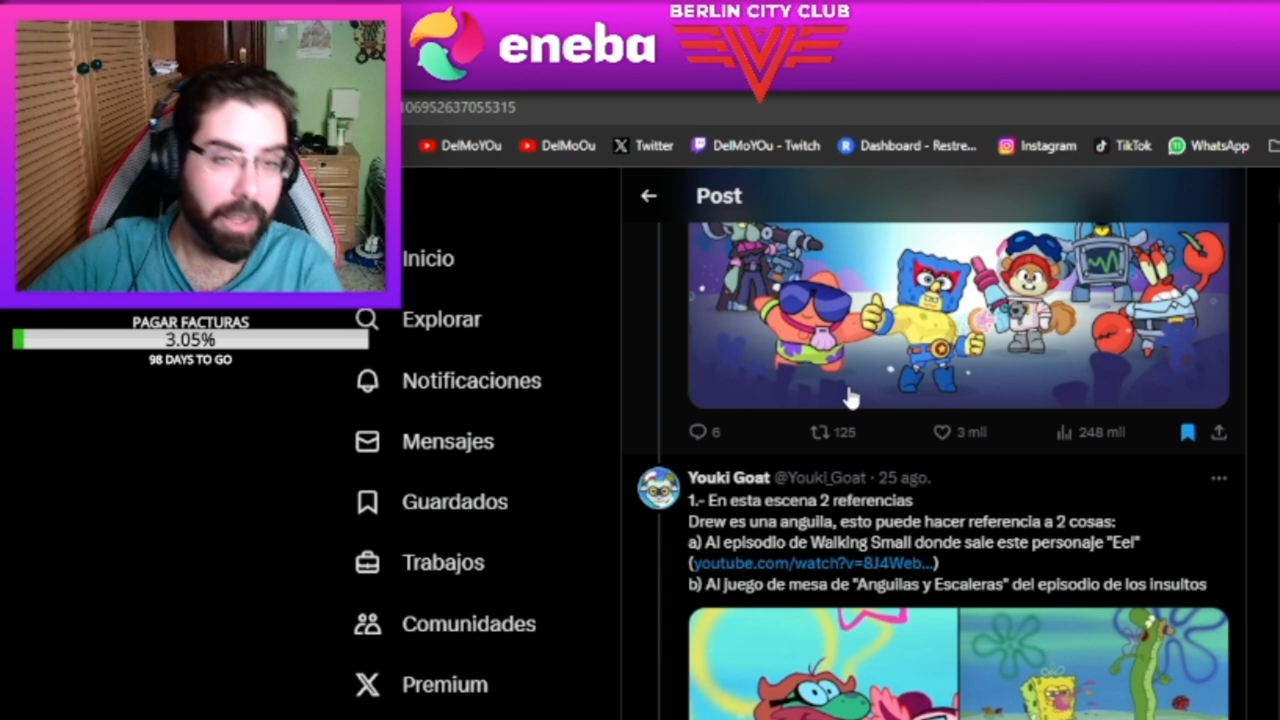 BERLIN CITY CLUB
eneba
106952637055315
DelMoYOu
DelMoOu
Twitter
DelMoYOu - Twitch
Dashboard - Restre...
Instagram
TikTok
WhatsApp
Post
Inicio
PAGAR FACTURAS
3.05%
98 DAYS TO GO
Explorar
Notificaciones
Mensajes
Guardados
Trabajos
Comunidades
Premium
6
125
3 mil
248 mil
Youki Goat @Youki_Goat · 25 ago.
1.- En esta escena 2 referencias
Drew es una anguila, esto puede hacer referencia a 2 cosas:
a) Al episodio de Walking Small donde sale este personaje "Eel"
(youtube.com/watch?v=8J4Web...)
b) Al juego de mesa de "Anguilas y Escaleras" del episodio de los insultos